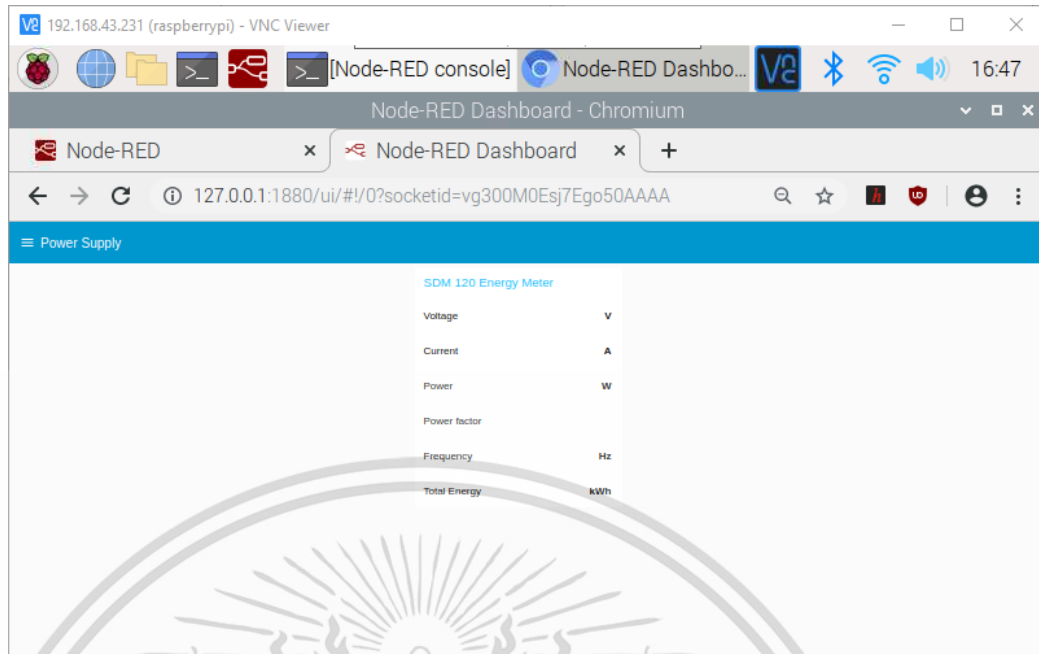 192.168.43.231 (raspberrypi) - VNC Viewer
[Node-RED console] Node-RED Dashbo... 16:47
Node-RED Dashboard - Chromium
Node-RED Node-RED Dashboard
127.0.0.1:1880/ui/#!/0?socketid=vg300M0Esj7Ego50AAAA
Power Supply
SDM 120 Energy Meter
Voltage V
Current A
Power W
Power factor
Frequency Hz
Total Energy kWh